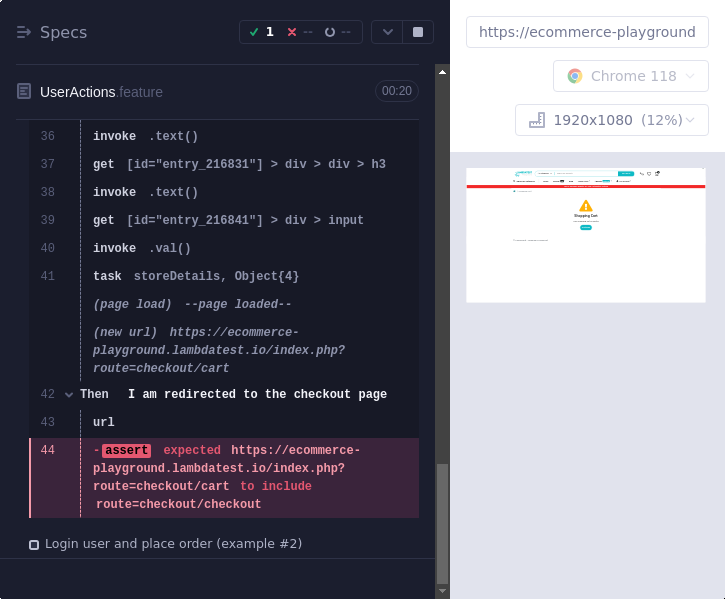 Specs
1
--
--
https://ecommerce-playground
Chrome 118
1920x1080 (12%)
UserActions.feature
00:20
36 invoke .text()
37 get [id="entry_216831"] > div > div > h3
38 invoke .text()
39 get [id="entry_216841"] > div > input
40 invoke .val()
41 task storeDetails, Object{4}
(page load) --page loaded--
(new url) https://ecommerce-
playground.lambdatest.io/index.php?
route=checkout/cart
42 Then I am redirected to the checkout page
43 url
44 -assert expected https://ecommerce-
playground.lambdatest.io/index.php?
route=checkout/cart to include
route=checkout/checkout
Login user and place order (example #2)
Shopping Cart